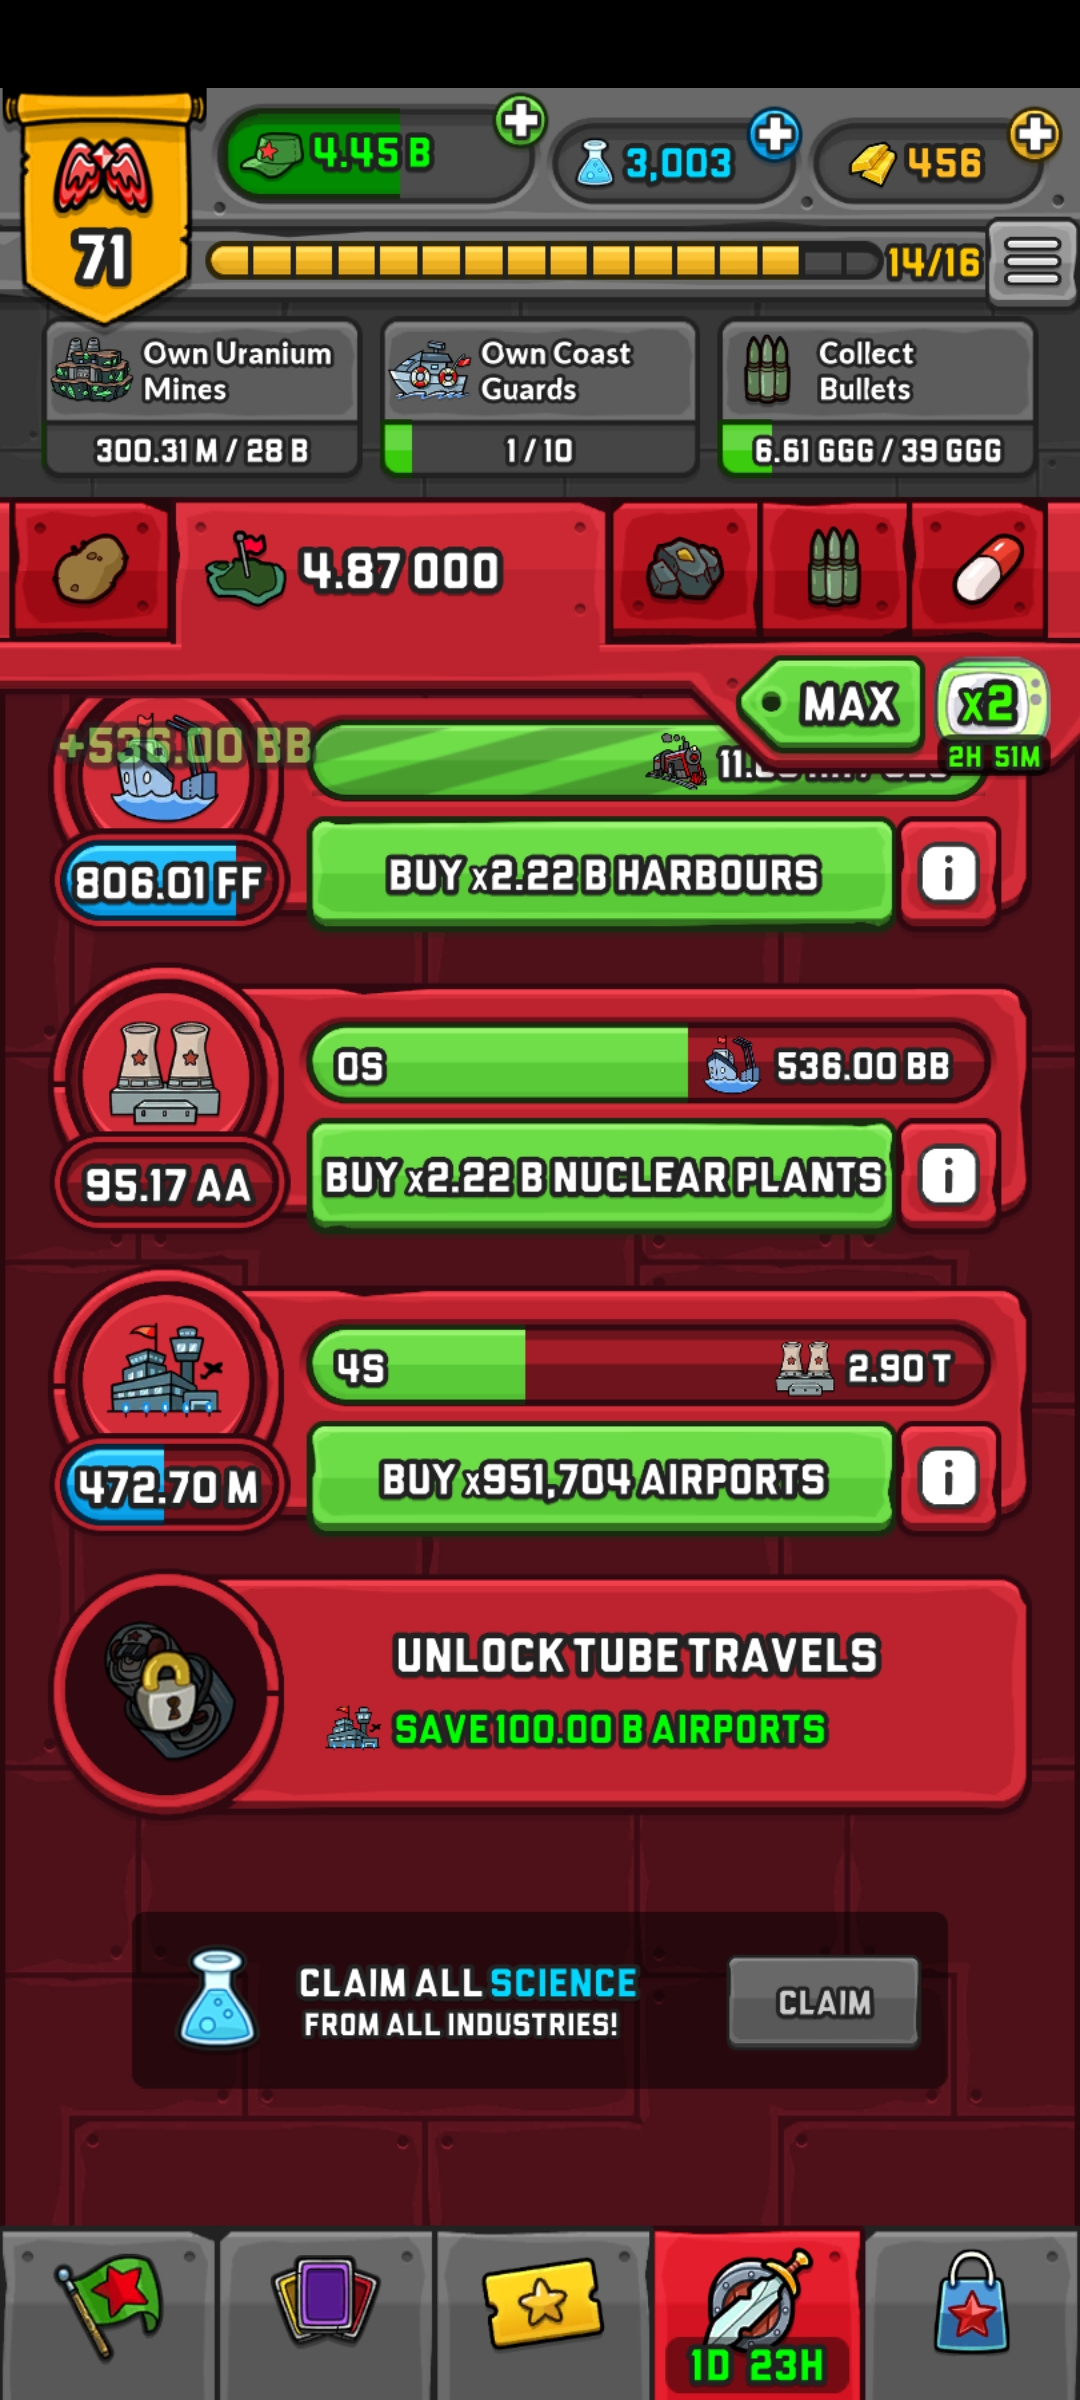 4.45 B
3,003
456
71
14/16
Own Uranium
Mines
300.31 M / 28 B
Own Coast
Guards
1 / 10
Collect
Bullets
6.61 GGG / 39 GGG
4.87 OOO
MAX
x2
2H 51M
+536.00 BB
806.01 FF
BUY x2.22 B HARBOURS
i
0S
536.00 BB
95.17 AA
BUY x2.22 B NUCLEAR PLANTS
i
4S
2.90 T
472.70 M
BUY x951,704 AIRPORTS
i
UNLOCK TUBE TRAVELS
SAVE 100.00 B AIRPORTS
CLAIM ALL SCIENCE
FROM ALL INDUSTRIES!
CLAIM
1D 23H